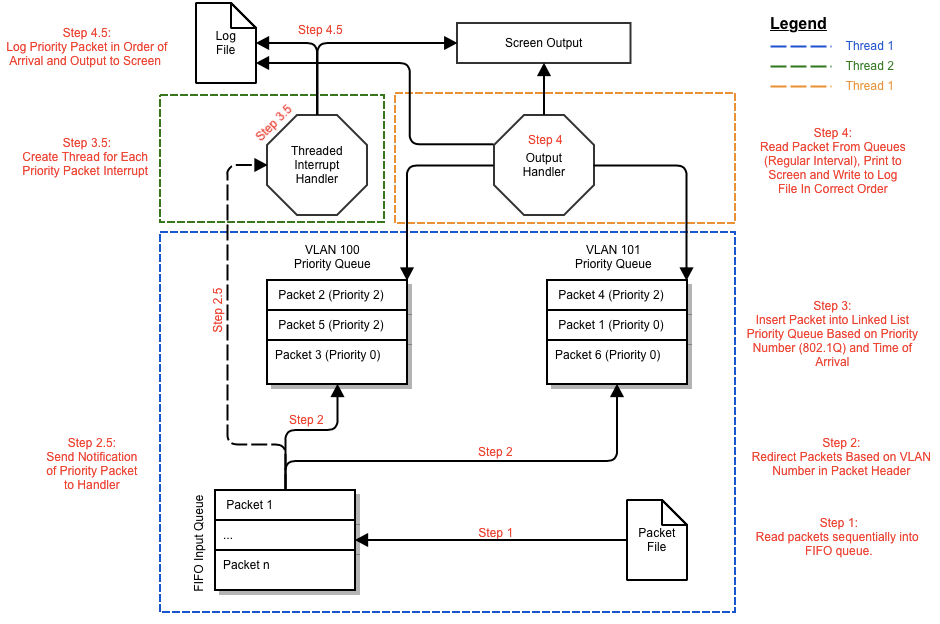 Step 4.5:
Log Priority Packet in Order of
Arrival and Output to Screen
Log
File
Step 4.5
Screen Output
Legend
Thread 1
Thread 2
Thread 1
Step 3.5:
Create Thread for Each
Priority Packet Interrupt
Step 3.5
Threaded
Interrupt
Handler
Step 4
Output
Handler
Step 4:
Read Packet From Queues
(Regular Interval), Print to
Screen and Write to Log
File In Correct Order
VLAN 100
Priority Queue
Packet 2 (Priority 2)
Packet 5 (Priority 2)
Packet 3 (Priority 0)
VLAN 101
Priority Queue
Packet 4 (Priority 2)
Packet 1 (Priority 0)
Packet 6 (Priority 0)
Step 3:
Insert Packet into Linked List
Priority Queue Based on Priority
Number (802.1Q) and Time of
Arrival
Step 2.5
Step 2
Step 2
Step 2.5:
Send Notification
of Priority Packet
to Handler
Step 2:
Redirect Packets Based on VLAN
Number in Packet Header
FIFO Input Queue
Packet 1
...
Packet n
Step 1
Packet
File
Step 1:
Read packets sequentially into
FIFO queue.